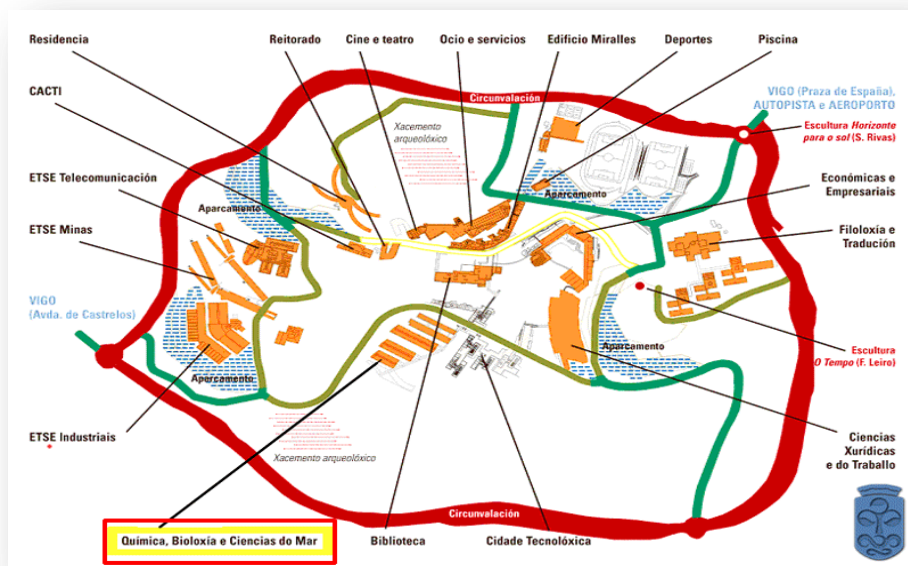 Residencia
Reitorado
Cine e teatro
Ocio e servicios
Edificio Miralles
Deportes
Piscina
CACTI
Circunvalación
VIGO (Praza de España),
AUTOPISTA e AEROPORTO
Escultura Horizonte
para o sol (S. Rivas)
Xacemento
arqueolóxico
ETSE Telecomunicación
Aparcamento
Aparcamento
Económicas e
Empresariais
ETSE Minas
Filoloxía e
Tradución
VIGO
(Avda. de Castrelos)
Aparcamento
Escultura
O Tempo (F. Leiro)
Aparcamento
ETSE Industriais
Xacemento arqueolóxico
Ciencias
Xurídicas
e do Traballo
Circunvalación
Química, Bioloxía e Ciencias do Mar
Biblioteca
Cidade Tecnolóxica